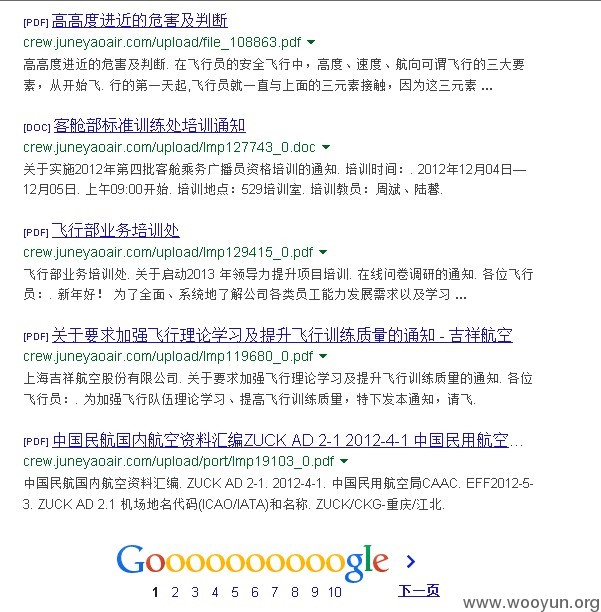 [PDF] 高高度进近的危害及判断
crew.juneyaoair.com/upload/file_108863.pdf
高高度进近的危害及判断. 在飞行员的安全飞行中，高度、速度、航向可谓飞行的三大要
素，从开始飞. 行的第一天起,飞行员就一直与上面的三元素接触，因为这三元素 ...
[DOC] 客舱部标准训练处培训通知
crew.juneyaoair.com/upload/lmp127743_0.doc
关于实施2012年第四批客舱乘务广播员资格培训的通知. 培训时间：. 2012年12月04日—
12月05日. 上午09:00开始. 培训地点：529培训室. 培训教员：周斌、陆馨.
[PDF] 飞行部业务培训处
crew.juneyaoair.com/upload/lmp129415_0.pdf
飞行部业务培训处. 关于启动2013 年领导力提升项目培训. 在线问卷调研的通知. 各位飞行
员：. 新年好！ 为了全面、系统地了解公司各类员工能力发展需求以及学习 ...
[PDF] 关于要求加强飞行理论学习及提升飞行训练质量的通知 - 吉祥航空
crew.juneyaoair.com/upload/lmp119680_0.pdf
上海吉祥航空股份有限公司. 关于要求加强飞行理论学习及提升飞行训练质量的通知. 各位
飞行员：. 为加强飞行队伍理论学习、提高飞行训练质量，特下发本通知，请飞.
[PDF] 中国民航国内航空资料汇编ZUCK AD 2-1 2012-4-1 中国民用航空...
crew.juneyaoair.com/upload/port/lmp19103_0.pdf
中国民航国内航空资料汇编. ZUCK AD 2-1. 2012-4-1. 中国民用航空局CAAC. EFF2012-5-
3. ZUCK AD 2.1 机场地名代码(ICAO/IATA)和名称. ZUCK/CKG-重庆/江北.
Goooooooooogle >
1 2 3 4 5 6 7 8 9 10 下一页
www.wooyun.org